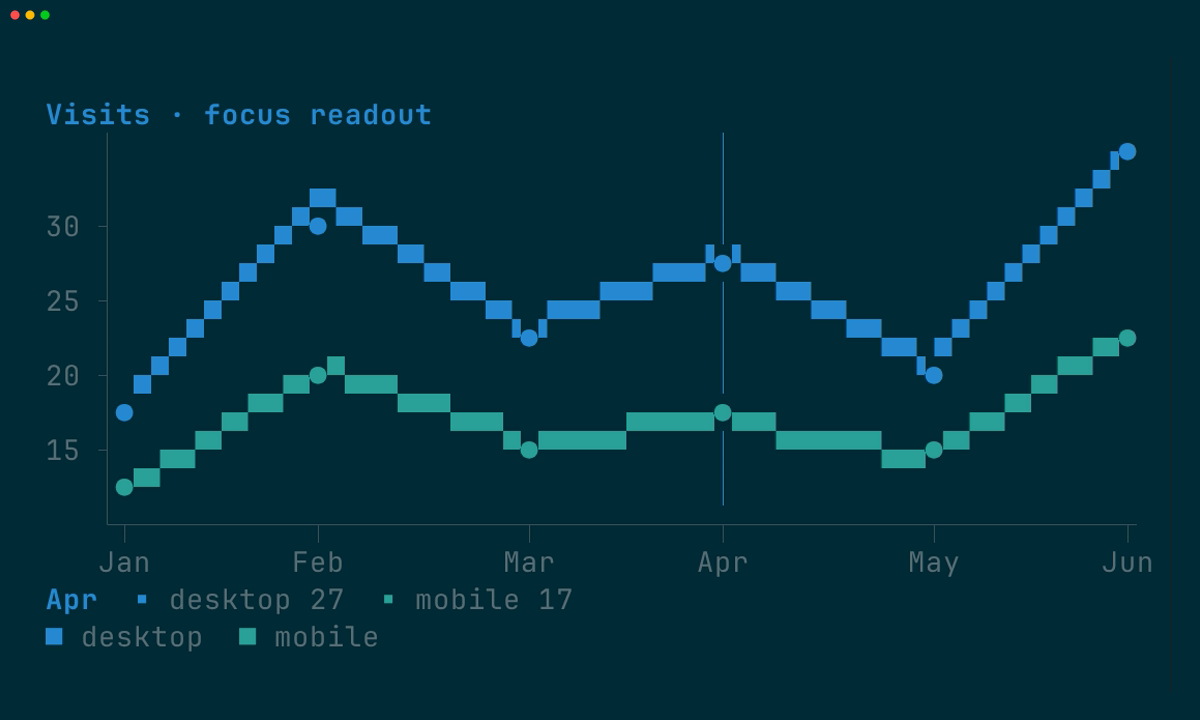 Visits · focus readout
30
25
20
15
Jan Feb Mar Apr May Jun
Apr desktop 27 mobile 17
desktop mobile